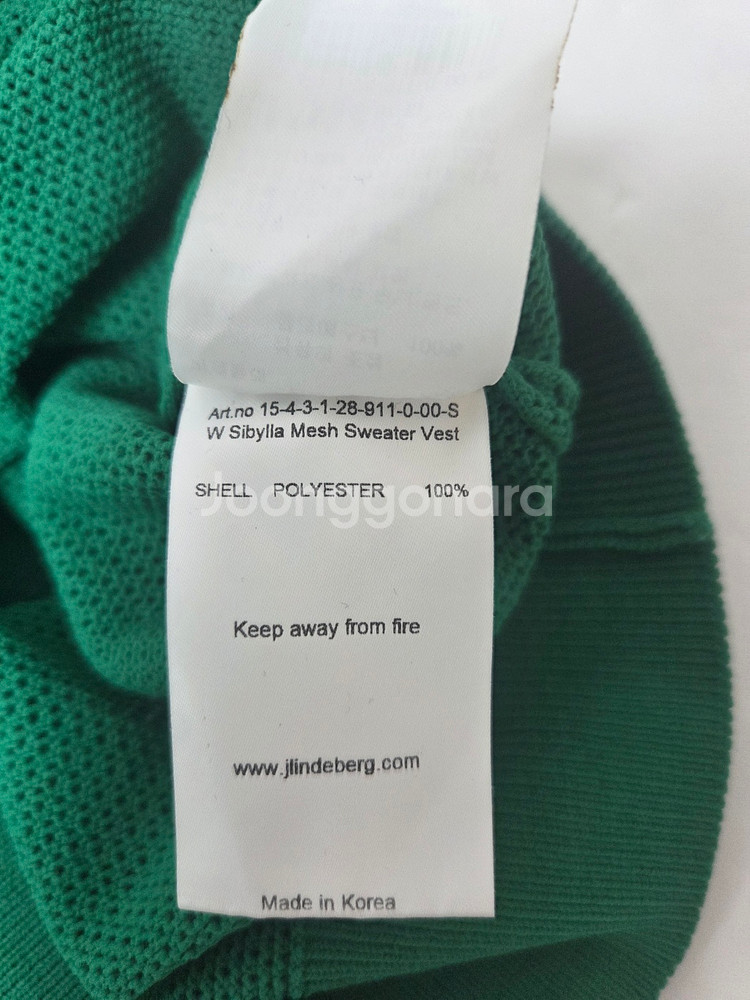 Art.no 15-4-3-1-28-911-0-00-S
W Sibylla Mesh Sweater Vest
SHELL POLYESTER 100%
Joonggonara
Keep away from fire
www.jlindeberg.com
Made in Korea